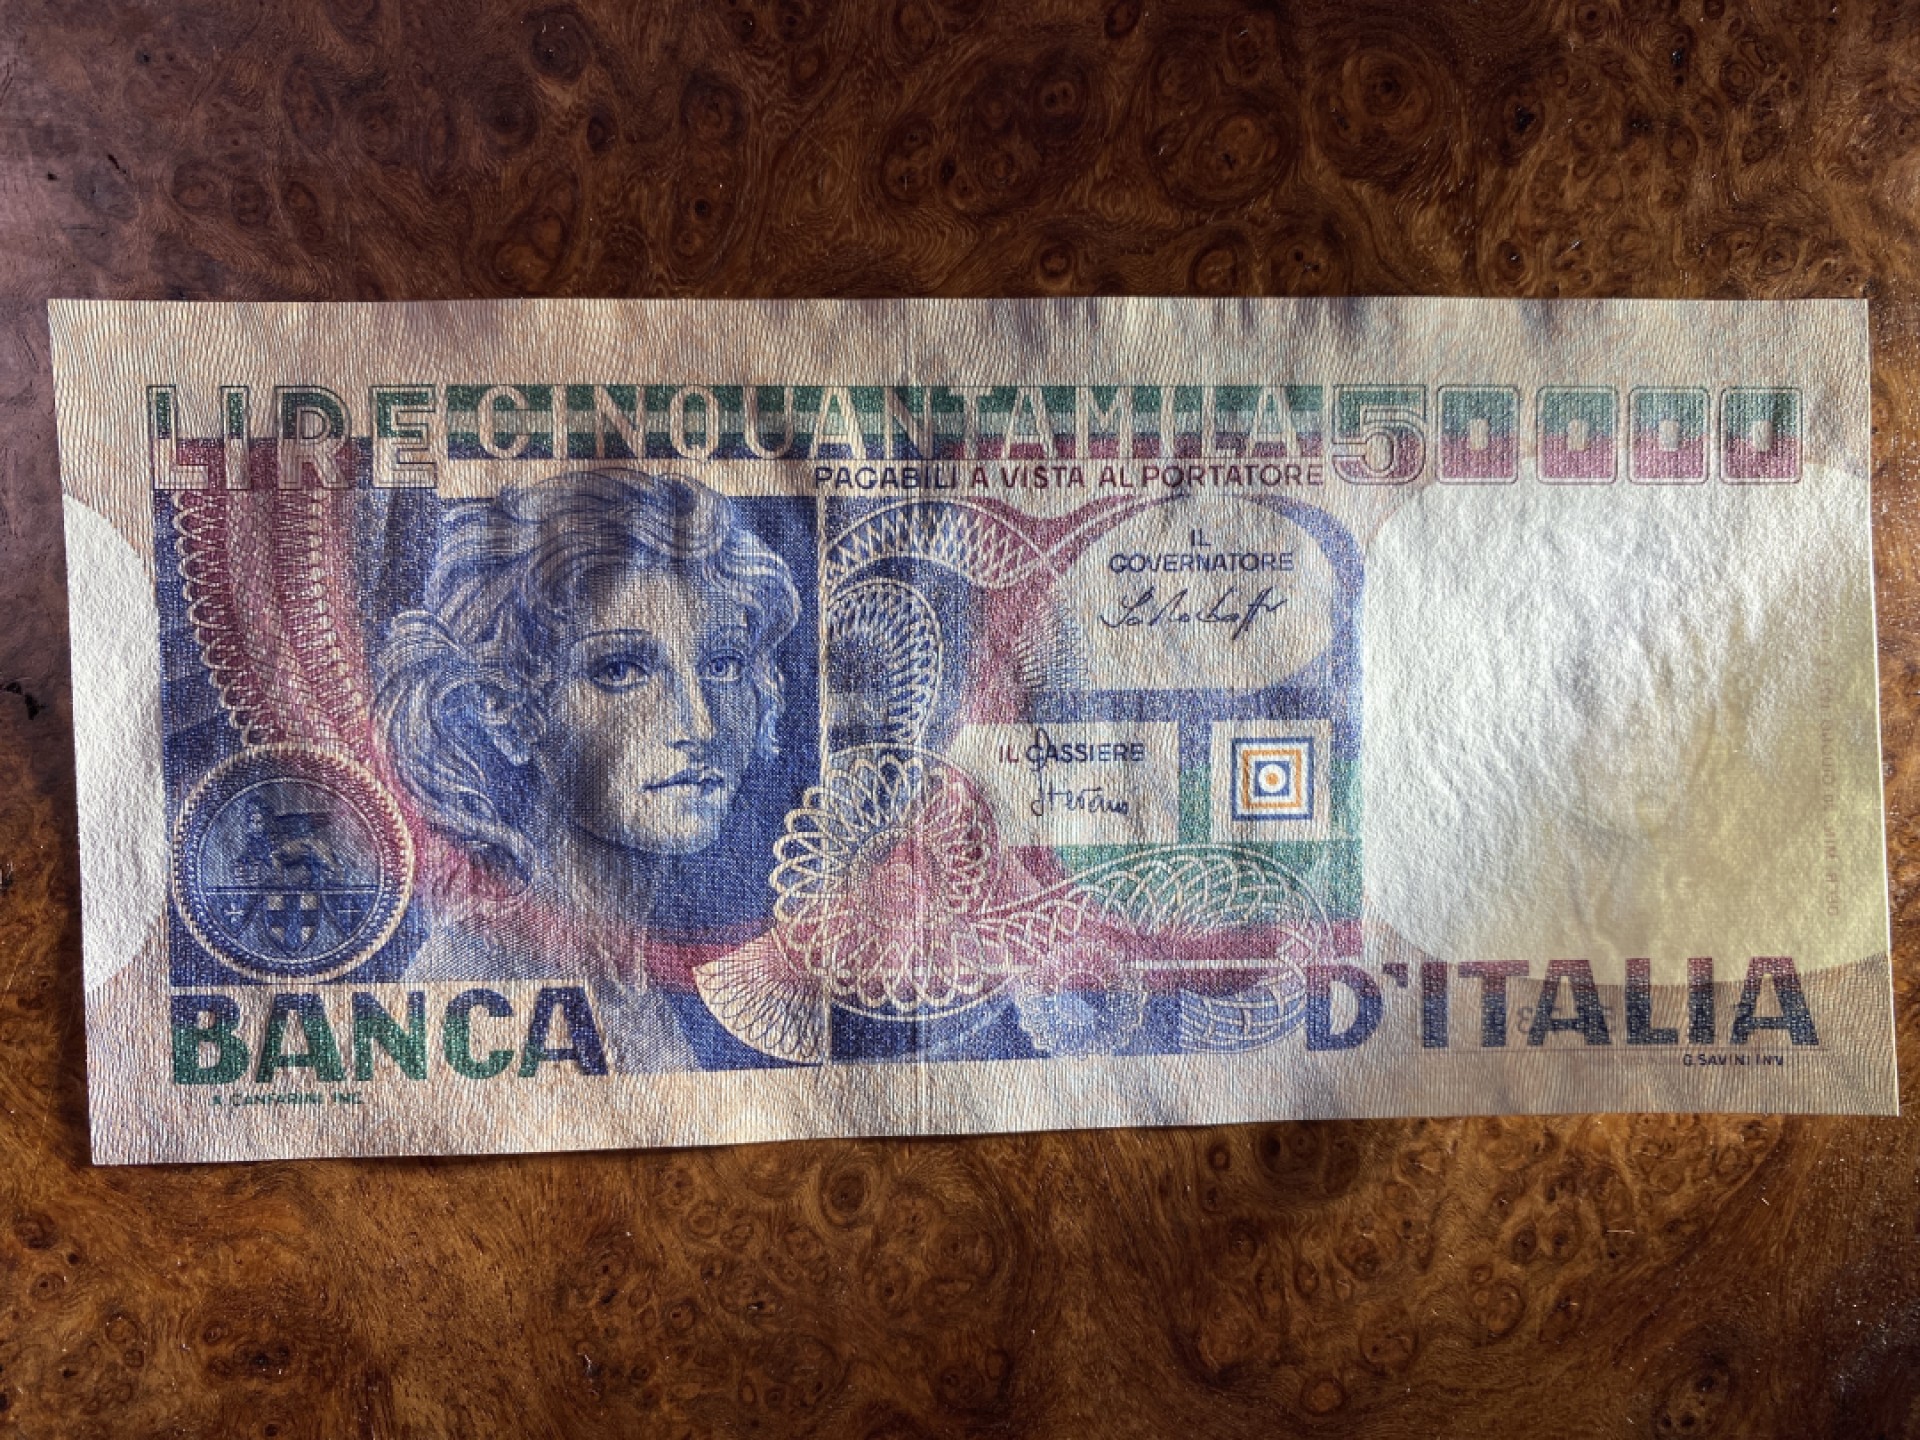 LIRE CINQUANTAMILA 50000
PAGABILI A VISTA AL PORTATORE
IL
GOVERNATORE
IL CASSIERE
BANCA D'ITALIA
A. CANFARINI INC.
G. SAVINI INV.